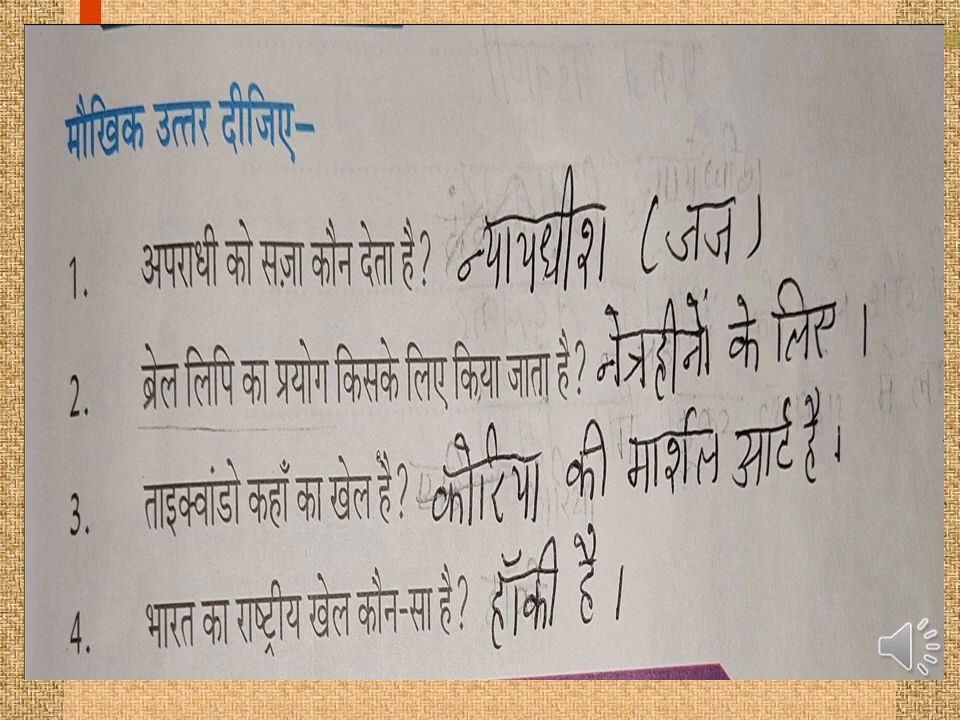 मौखिक उत्तर दीजिए–
1. अपराधी को सज़ा कौन देता है? न्यायधीश (जज)
2. ब्रेल लिपि का प्रयोग किसके लिए किया जाता है? नेत्रहीनों के लिए ।
3. ताइक्वांडो कहाँ का खेल है? कोरिया की मार्शल आर्ट है ।
4. भारत का राष्ट्रीय खेल कौन-सा है? हॉकी है ।